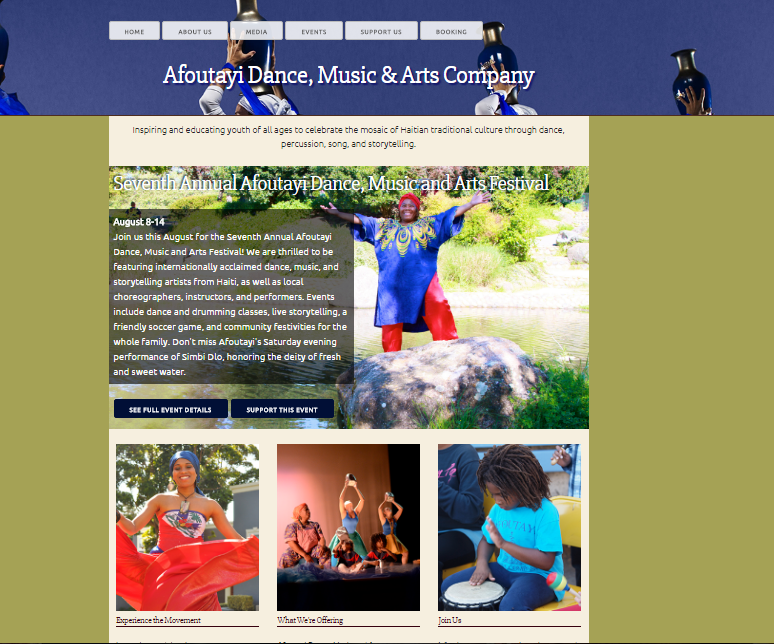 HOME ABOUT US MEDIA EVENTS SUPPORT US BOOKING
Afoutayi Dance, Music & Arts Company
Inspiring and educating youth of all ages to celebrate the mosaic of Haitian traditional culture through dance,
percussion, song, and storytelling.
Seventh Annual Afoutayi Dance, Music and Arts Festival
August 8-14
Join us this August for the Seventh Annual Afoutayi
Dance, Music and Arts Festival! We are thrilled to be
featuring internationally acclaimed dance, music, and
storytelling artists from Haiti, as well as local
choreographers, instructors, and performers. Events
include dance and drumming classes, live storytelling, a
friendly soccer game, and community festivities for the
whole family. Don't miss Afoutayi's Saturday evening
performance of Simbi Dlo, honoring the deity of fresh
and sweet water.
SEE FULL EVENT DETAILS SUPPORT THIS EVENT
Experience the Movement What We're Offering Join Us